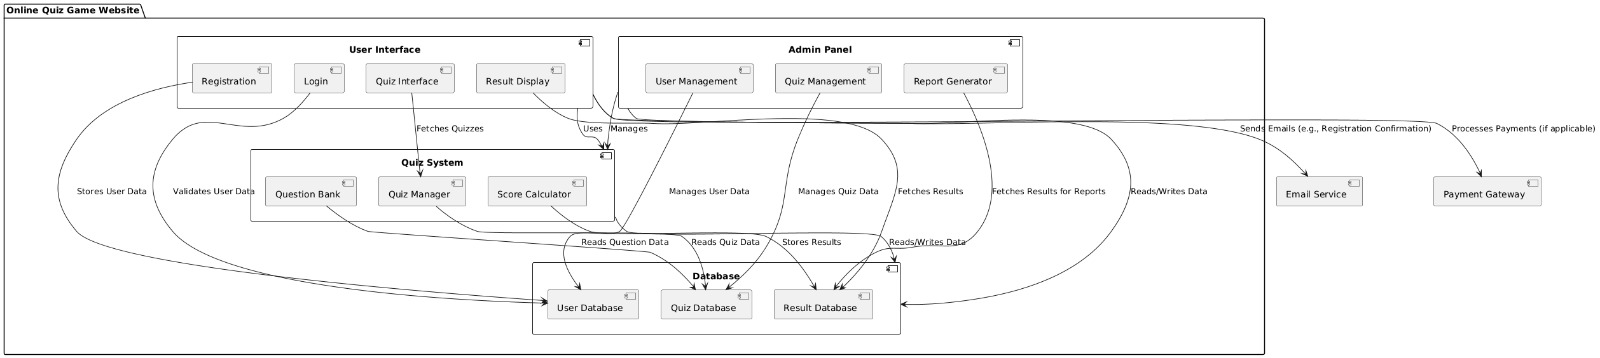 Online Quiz Game Website
User Interface
Admin Panel
Registration
Login
Quiz Interface
Result Display
User Management
Quiz Management
Report Generator
Fetches Quizzes
Uses
Manages
Sends Emails (e.g., Registration Confirmation)
Processes Payments (if applicable)
Quiz System
Stores User Data
Validates User Data
Question Bank
Quiz Manager
Score Calculator
Manages User Data
Manages Quiz Data
Fetches Results
Fetches Results for Reports
Reads/Writes Data
Email Service
Payment Gateway
Reads Question Data
Reads Quiz Data
Stores Results
Reads/Writes Data
Database
User Database
Quiz Database
Result Database